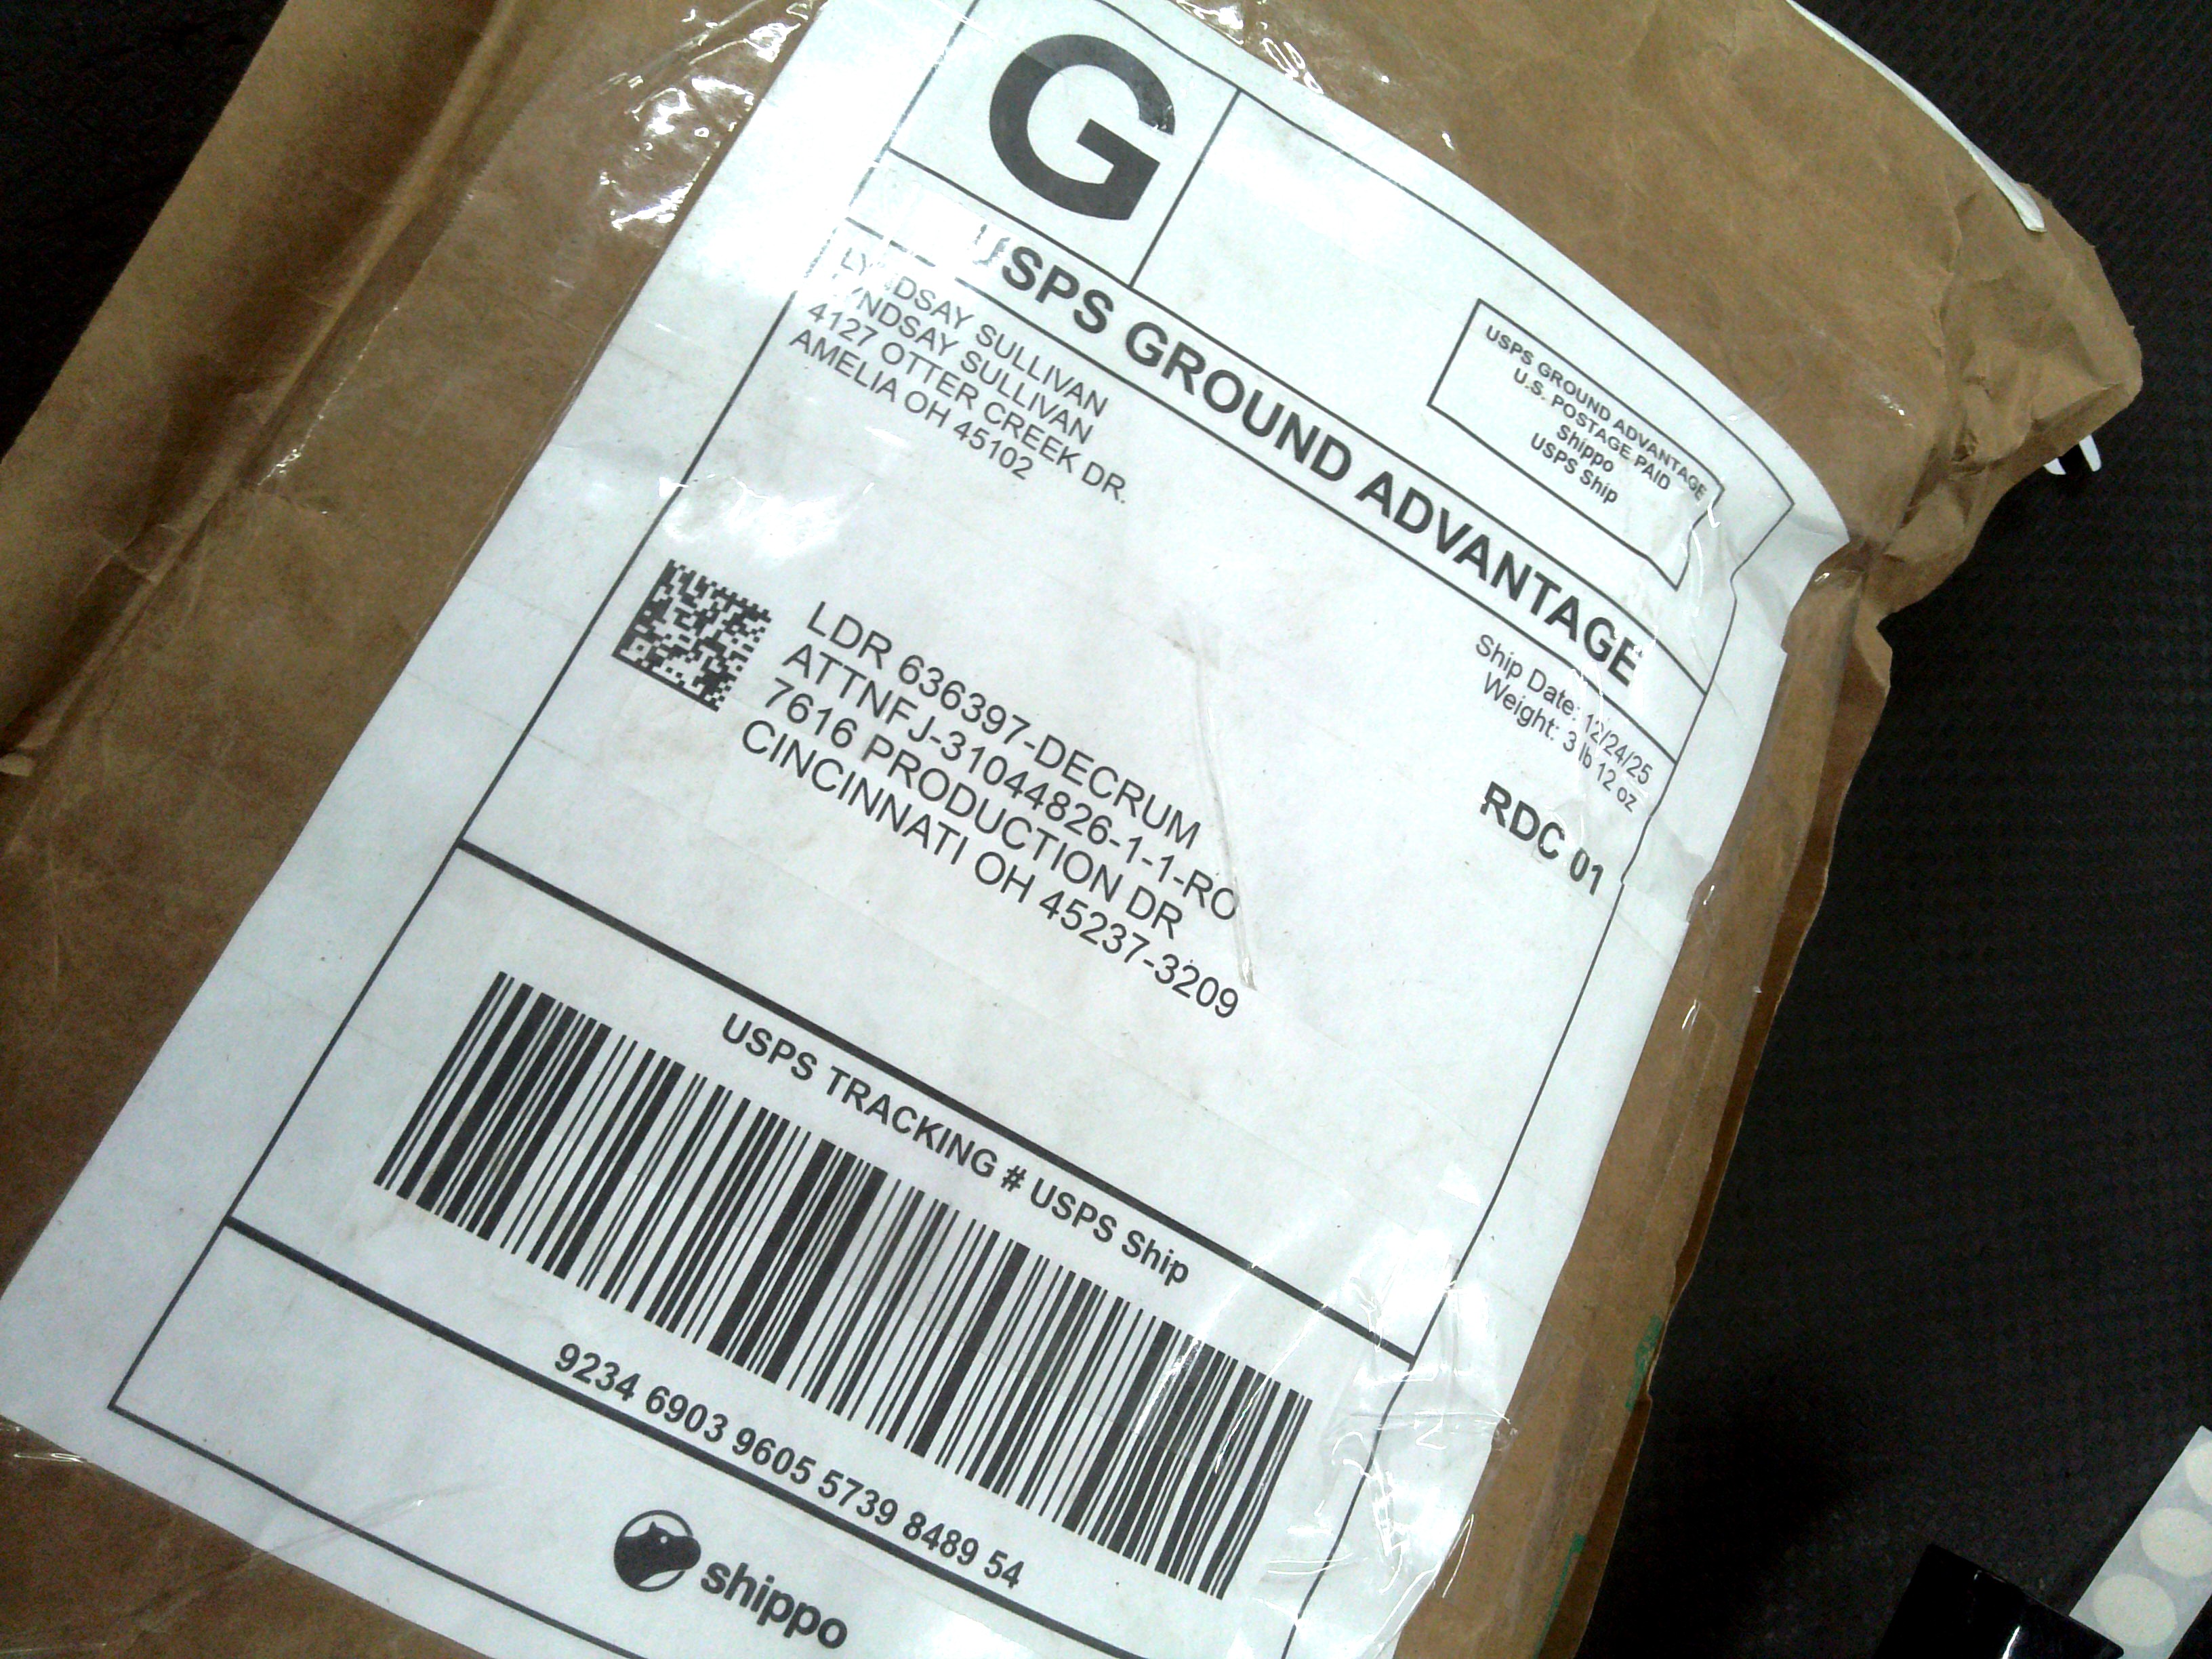 G
USPS GROUND ADVANTAGE
U.S. POSTAGE PAID
Shippo
USPS Ship
USPS GROUND ADVANTAGE
LYNDSAY SULLIVAN
LYNDSAY SULLIVAN
4127 OTTER CREEK DR.
AMELIA OH 45102
Ship Date: 12/24/25
Weight: 3 lb 12 oz
RDC 01
LDR 636397-DECRUM
ATTNFJ-31044826-1-1-RO
7616 PRODUCTION DR
CINCINNATI OH 45237-3209
USPS TRACKING # USPS Ship
9234 6903 9605 5739 8489 54
shippo